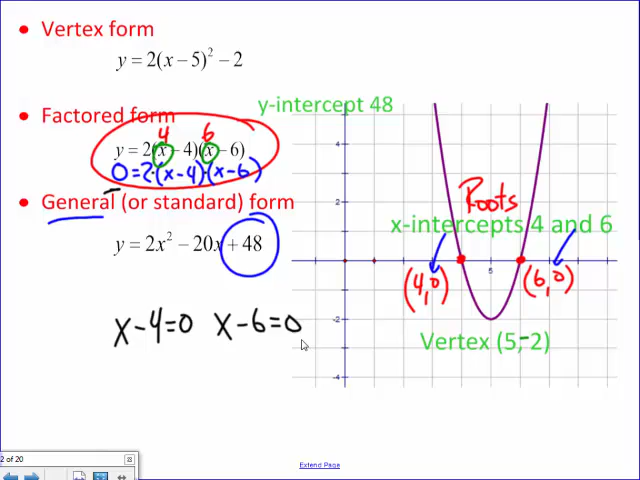 • Vertex form
y = 2(x − 5)² − 2
• Factored form
y-intercept 48
4 6
y = 2(x − 4)(x − 6)
0=2·(x−4)·(x−6)
• General (or standard) form
y = 2x² − 20x + 48
x−4=0 x−6=0
4
2
-2
-4
5
Roots
x-intercepts 4 and 6
(4,0) (6,0)
Vertex (5,-2)
2 of 20
Extend Page